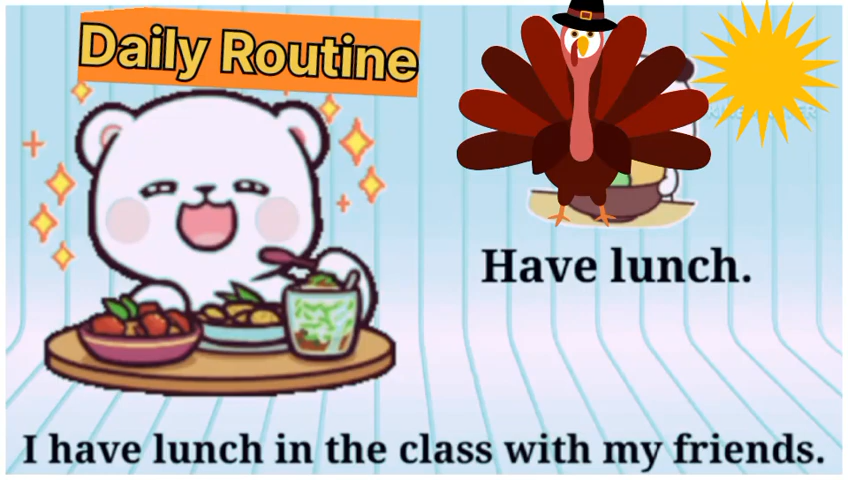 Daily Routine
Have lunch.
I have lunch in the class with my friends.